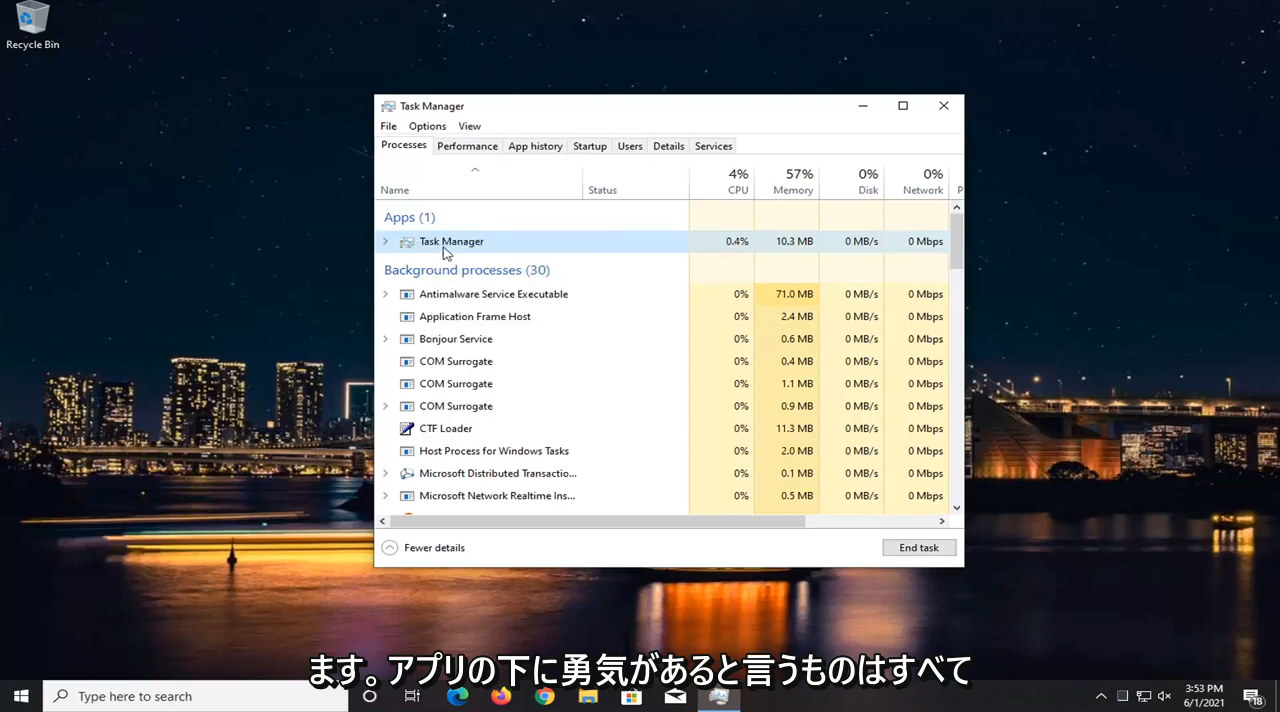 Recycle Bin
Task Manager
File Options View
Processes Performance App history Startup Users Details Services
4% 57% 0% 0%
Name Status CPU Memory Disk Network P
Apps (1)
Task Manager 0.4% 10.3 MB 0 MB/s 0 Mbps
Background processes (30)
Antimalware Service Executable 0% 71.0 MB 0 MB/s 0 Mbps
Application Frame Host 0% 2.4 MB 0 MB/s 0 Mbps
Bonjour Service 0% 0.6 MB 0 MB/s 0 Mbps
COM Surrogate 0% 0.4 MB 0 MB/s 0 Mbps
COM Surrogate 0% 1.1 MB 0 MB/s 0 Mbps
COM Surrogate 0% 0.9 MB 0 MB/s 0 Mbps
CTF Loader 0% 11.3 MB 0 MB/s 0 Mbps
Host Process for Windows Tasks 0% 2.0 MB 0 MB/s 0 Mbps
Microsoft Distributed Transactio... 0% 0.1 MB 0 MB/s 0 Mbps
Microsoft Network Realtime Ins... 0% 0.5 MB 0 MB/s 0 Mbps
Fewer details End task
ます。アプリの下に勇気があると言うものはすべて
Type here to search
3:53 PM
6/1/2021
18